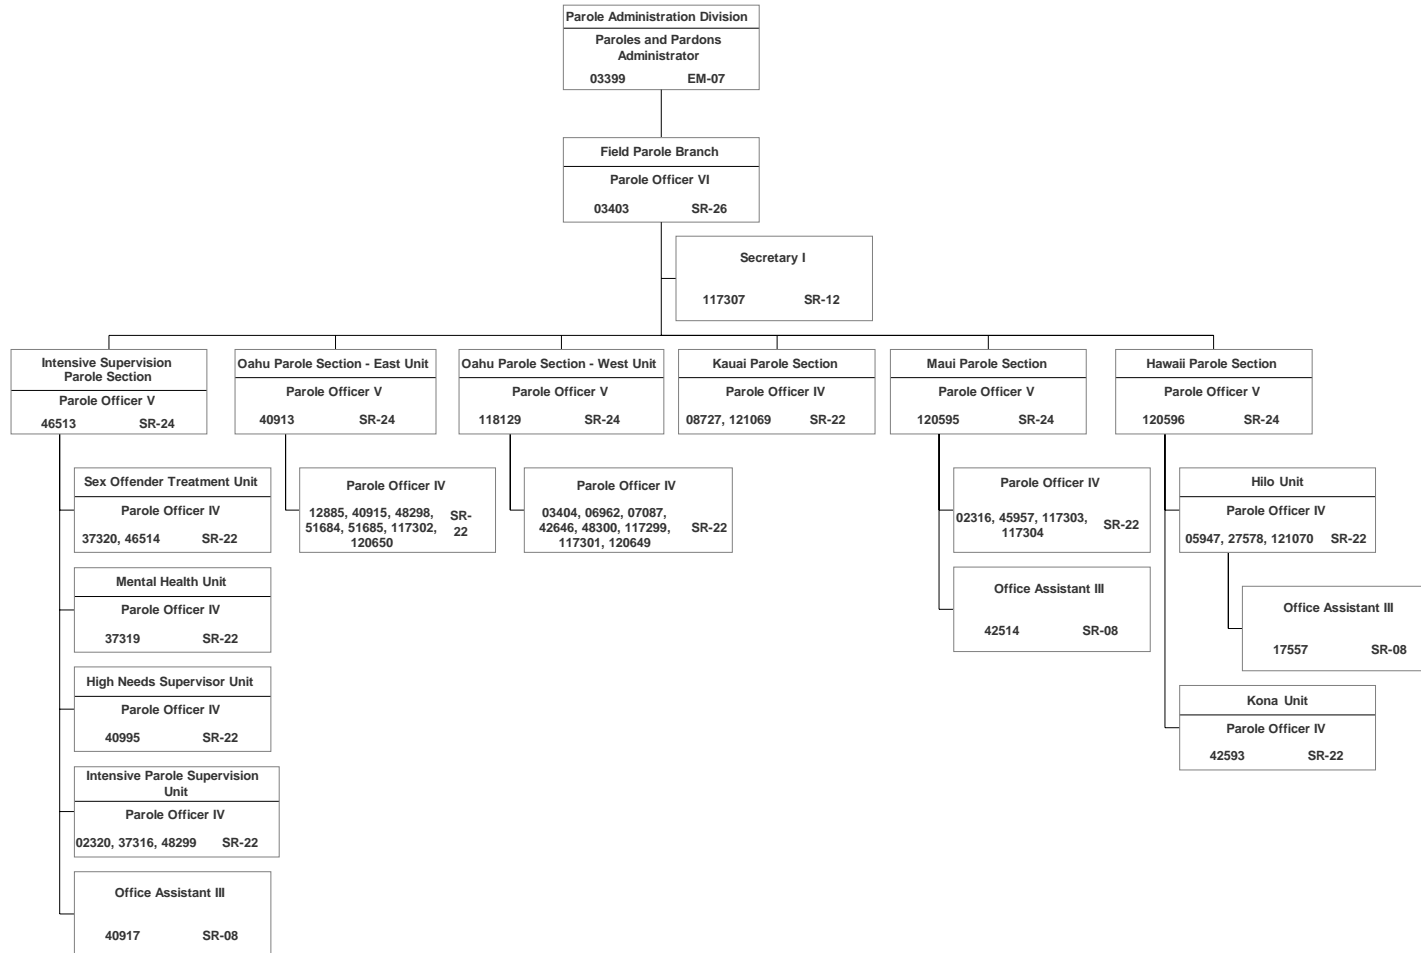 Parole Administration Division
Paroles and Pardons
Administrator
03399 EM-07
Field Parole Branch
Parole Officer VI
03403 SR-26
Secretary I
117307 SR-12
Intensive Supervision
Parole Section
Parole Officer V
46513 SR-24
Sex Offender Treatment Unit
Parole Officer IV
37320, 46514 SR-22
Mental Health Unit
Parole Officer IV
37319 SR-22
High Needs Supervisor Unit
Parole Officer IV
40995 SR-22
Intensive Parole Supervision
Unit
Parole Officer IV
02320, 37316, 48299 SR-22
Office Assistant III
40917 SR-08
Oahu Parole Section - East Unit
Parole Officer V
40913 SR-24
Parole Officer IV
12885, 40915, 48298,
51684, 51685, 117302,
120650
SR-
22
Oahu Parole Section - West Unit
Parole Officer V
118129 SR-24
Parole Officer IV
03404, 06962, 07087,
42646, 48300, 117299,
117301, 120649
SR-22
Kauai Parole Section
Parole Officer IV
08727, 121069 SR-22
Maui Parole Section
Parole Officer V
120595 SR-24
Parole Officer IV
02316, 45957, 117303,
117304
SR-22
Office Assistant III
42514 SR-08
Hawaii Parole Section
Parole Officer V
120596 SR-24
Hilo Unit
Parole Officer IV
05947, 27578, 121070 SR-22
Office Assistant III
17557 SR-08
Kona Unit
Parole Officer IV
42593 SR-22